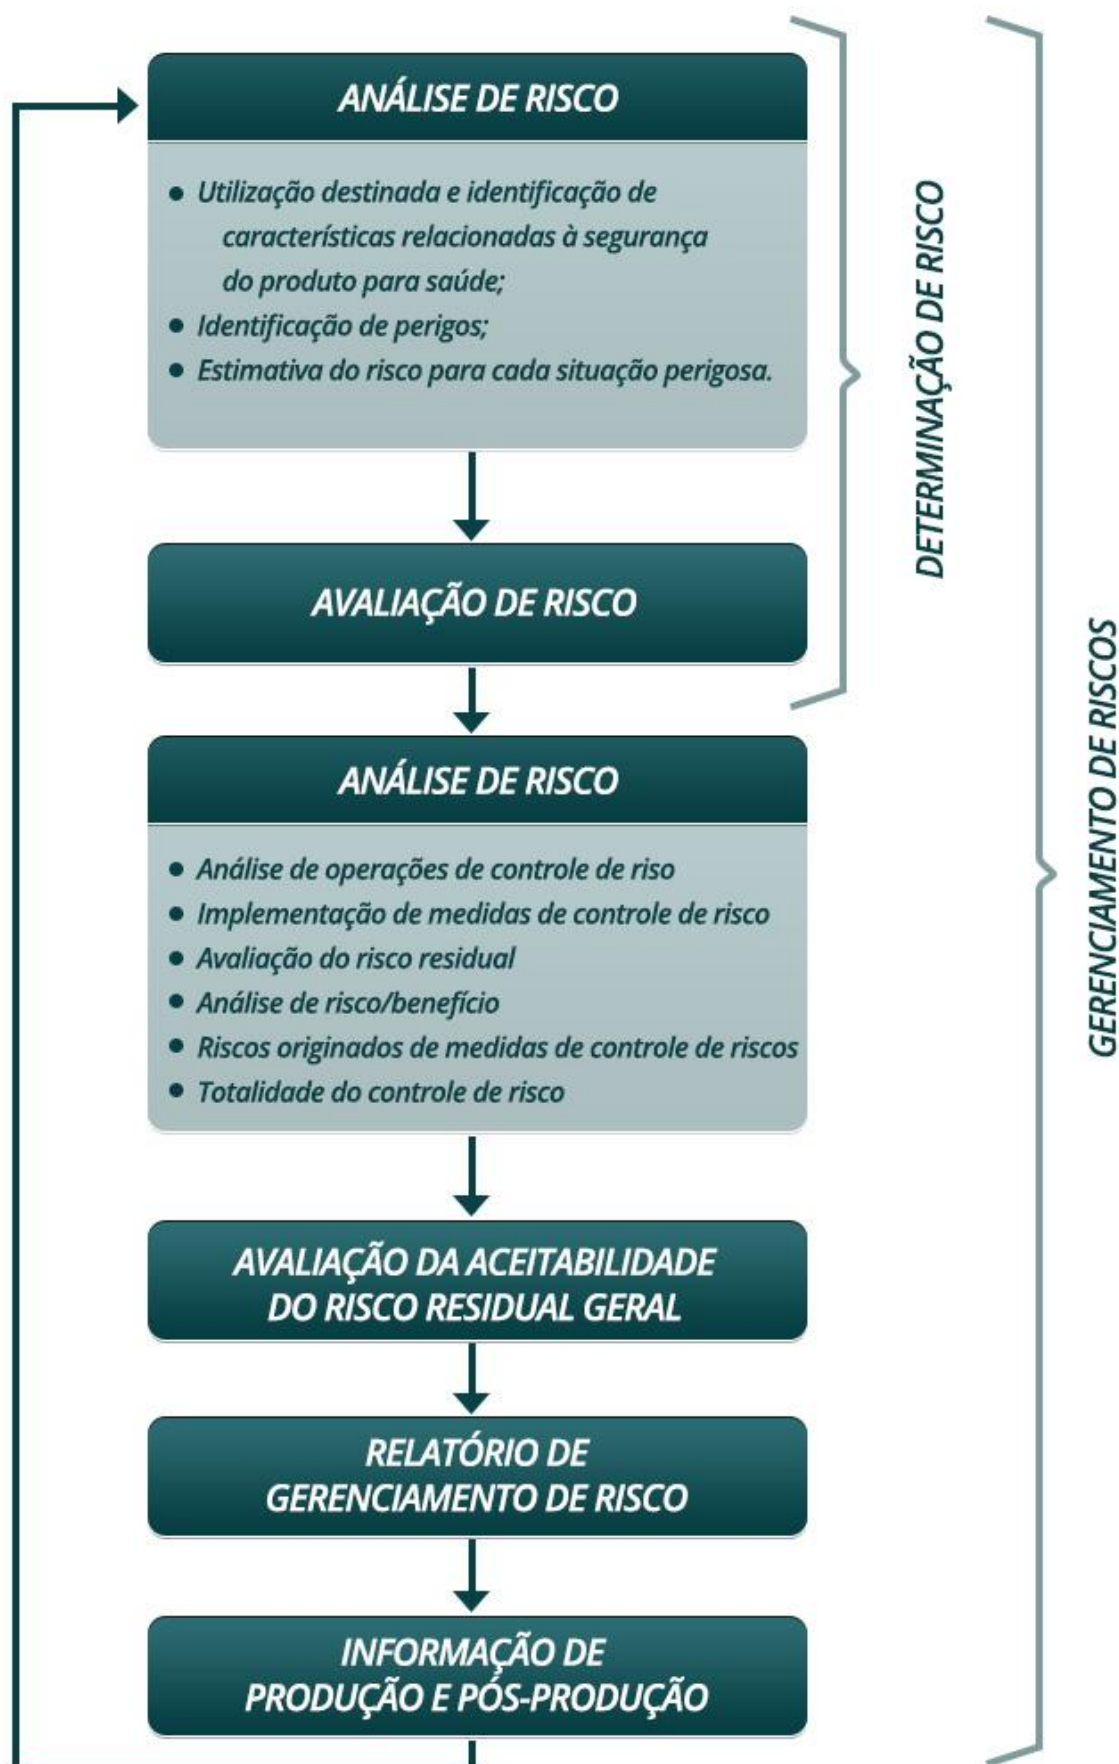 ANÁLISE DE RISCO
Utilização destinada e identificação de
características relacionadas à segurança
do produto para saúde;
Identificação de perigos;
Estimativa do risco para cada situação perigosa.
AVALIAÇÃO DE RISCO
DETERMINAÇÃO DE RISCO
ANÁLISE DE RISCO
Análise de operações de controle de riso
Implementação de medidas de controle de risco
Avaliação do risco residual
Análise de risco/benefício
Riscos originados de medidas de controle de riscos
Totalidade do controle de risco
AVALIAÇÃO DA ACEITABILIDADE
DO RISCO RESIDUAL GERAL
RELATÓRIO DE
GERENCIAMENTO DE RISCO
INFORMAÇÃO DE
PRODUÇÃO E PÓS-PRODUÇÃO
GERENCIAMENTO DE RISCOS